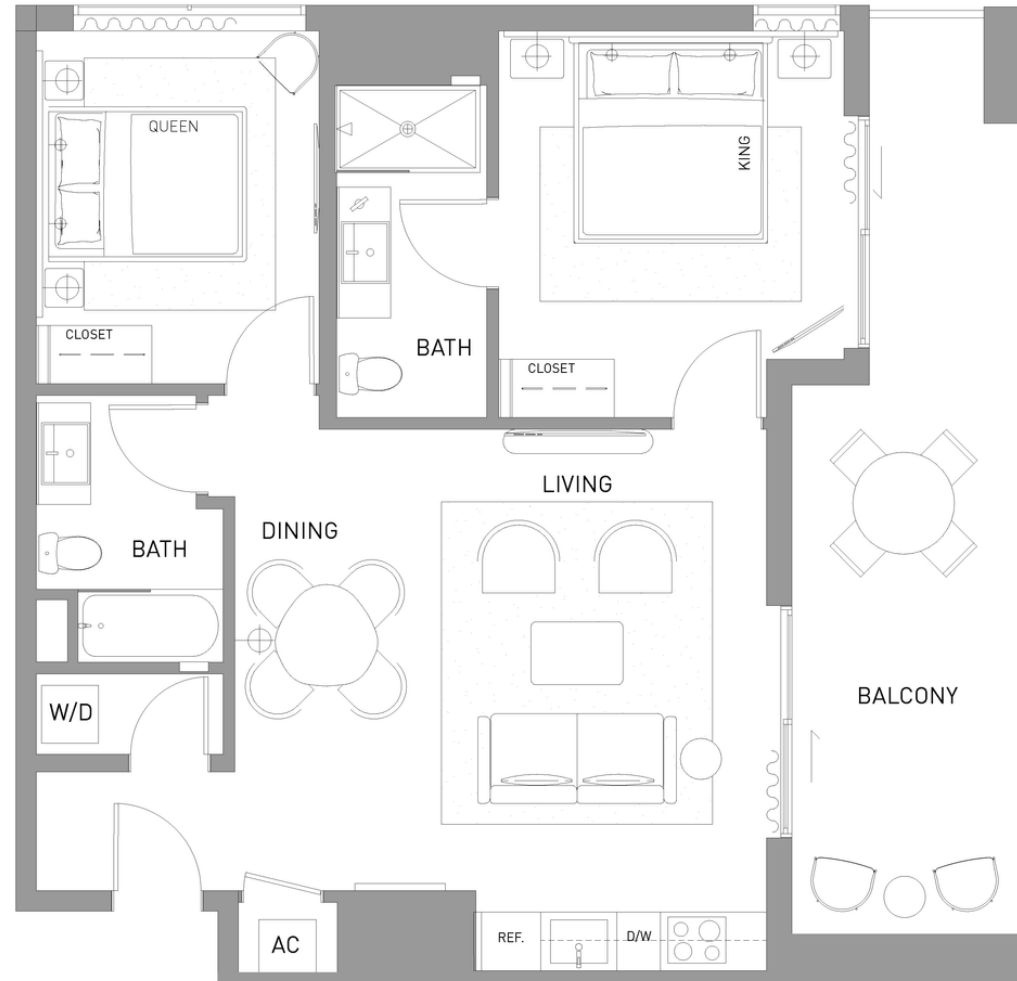 QUEEN
KING
CLOSET
BATH
CLOSET
LIVING
DINING
BATH
BALCONY
W/D
REF.
D/W
AC